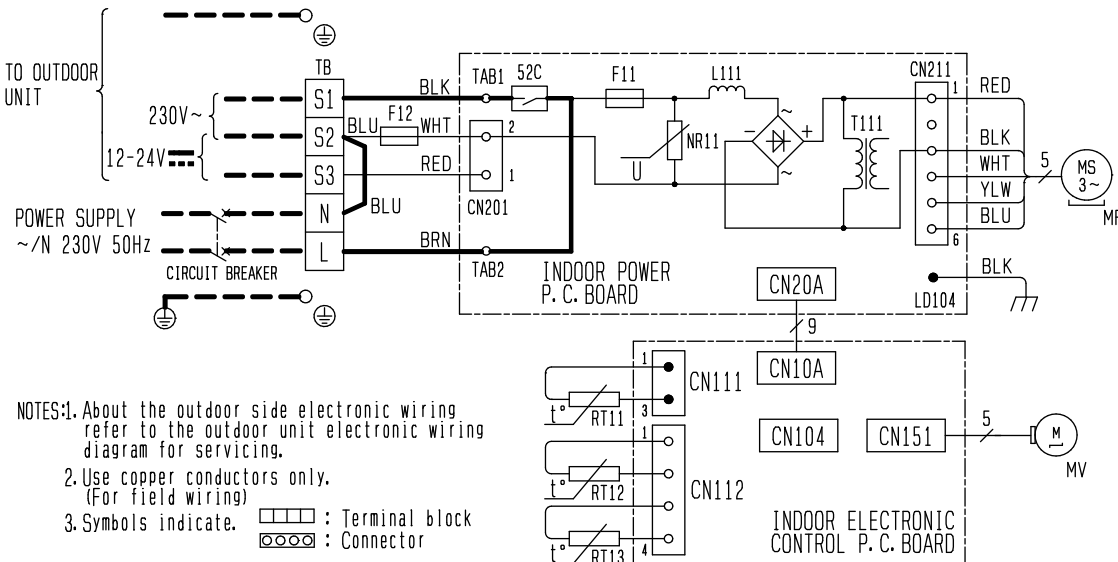 TO OUTDOOR
UNIT
230V~
12-24V
POWER SUPPLY
~/N 230V 50Hz
CIRCUIT BREAKER
TB
S1
S2
S3
N
L
BLK
BLU
F12
WHT
RED
BLU
BRN
TAB1
52C
2
1
CN201
TAB2
F11
L111
NR11
U
~
−
+
~
T111
CN211
1
6
RED
BLK
WHT
YLW
BLU
5
MS
3~
MF
INDOOR POWER
P.C.BOARD
CN20A
LD104
BLK
9
CN10A
1
3
CN111
t°
RT11
1
4
CN112
t°
RT12
t°
RT13
CN104
CN151
5
M
MV
INDOOR ELECTRONIC
CONTROL P.C.BOARD
NOTES:1. About the outdoor side electronic wiring
refer to the outdoor unit electronic wiring
diagram for servicing.
2. Use copper conductors only.
(For field wiring)
3. Symbols indicate.
: Terminal block
: Connector